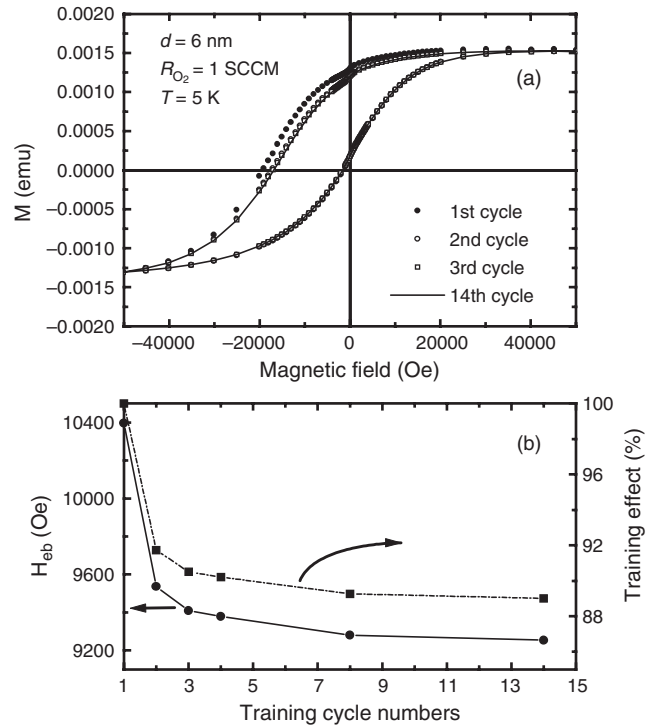 0.0020
0.0015
0.0010
0.0005
0.0000
−0.0005
−0.0010
−0.0015
−0.0020
M (emu)
d = 6 nm
R_O2 = 1 SCCM
T = 5 K
(a)
1st cycle
2nd cycle
3rd cycle
14th cycle
−40000 −20000 0 20000 40000
Magnetic field (Oe)
10400
10000
9600
9200
H_eb (Oe)
(b)
100
96
92
88
Training effect (%)
1 3 5 7 9 11 13 15
Training cycle numbers